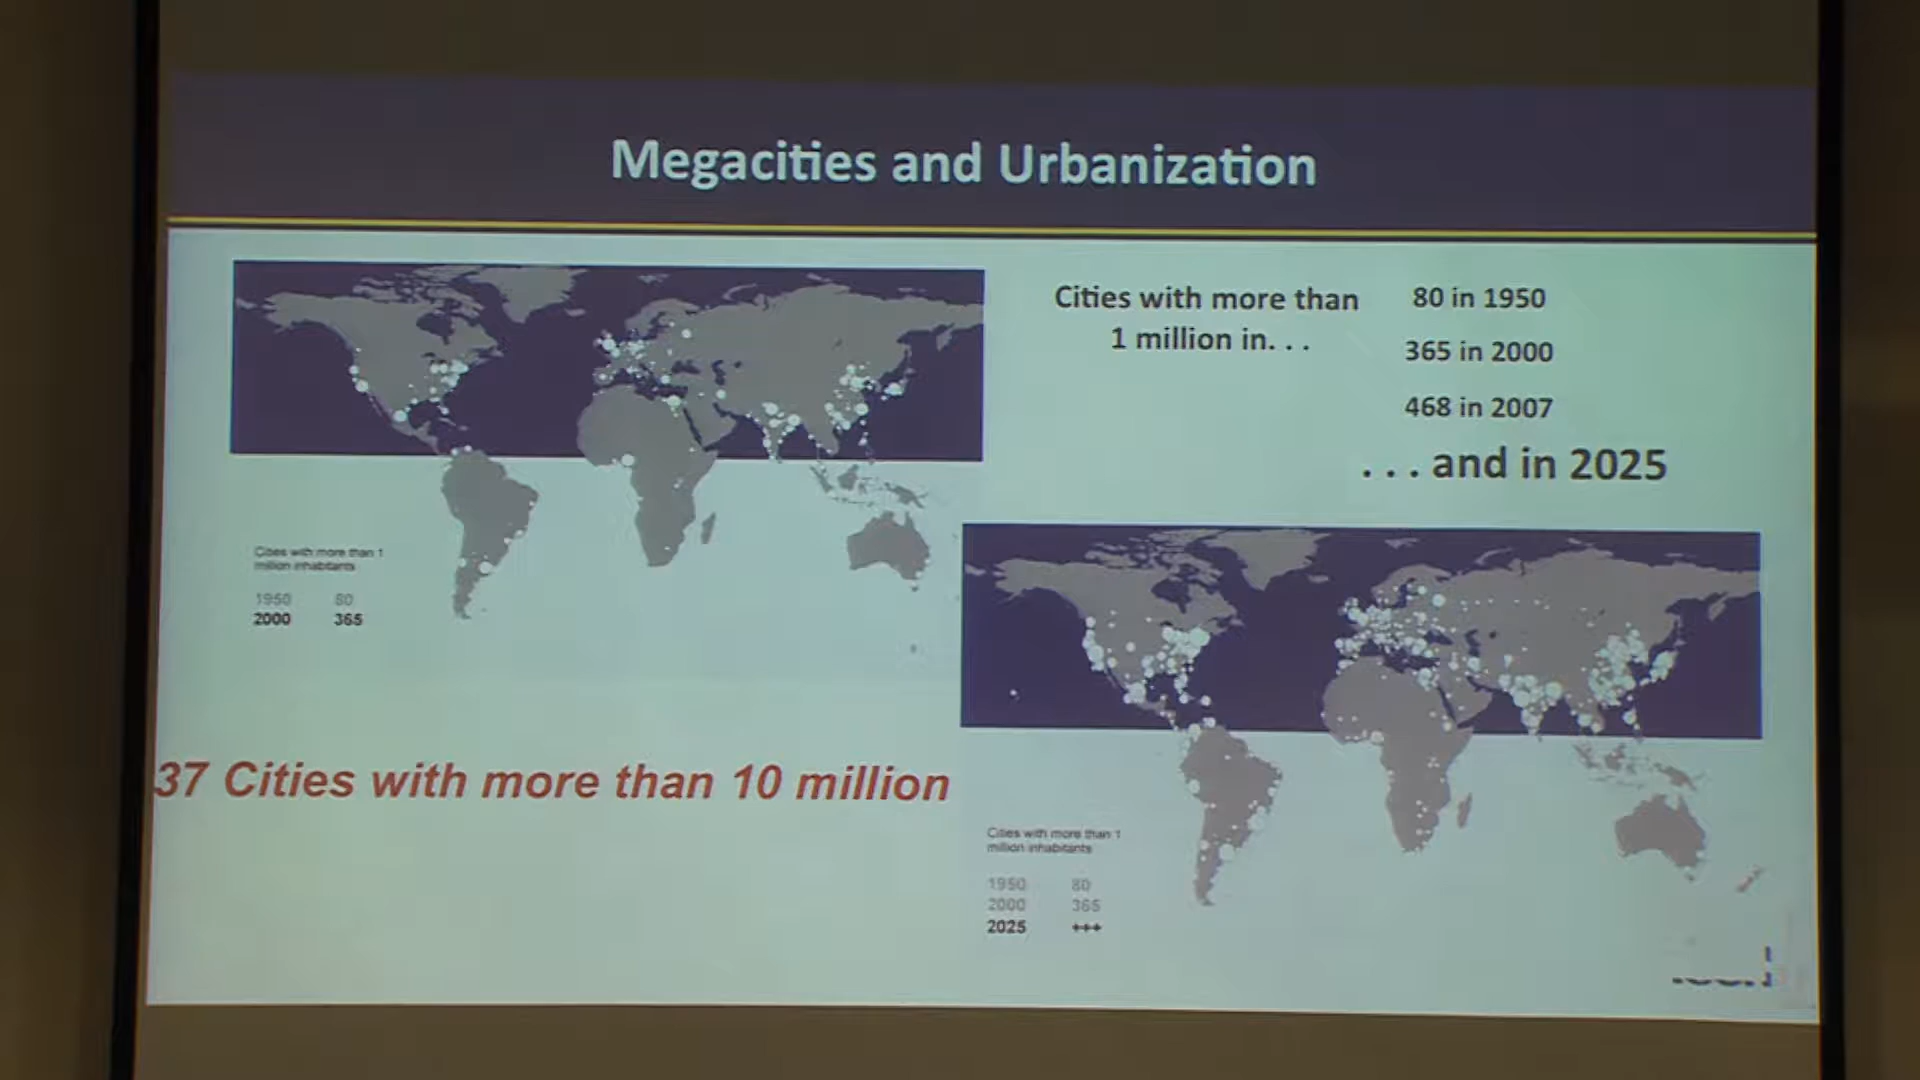 Megacities and Urbanization
Cities with more than
1 million in. . .
80 in 1950
365 in 2000
468 in 2007
. . . and in 2025
Cities with more than 1
million inhabitants
1950 80
2000 365
37 Cities with more than 10 million
Cities with more than 1
million inhabitants
1950 80
2000 365
2025 +++